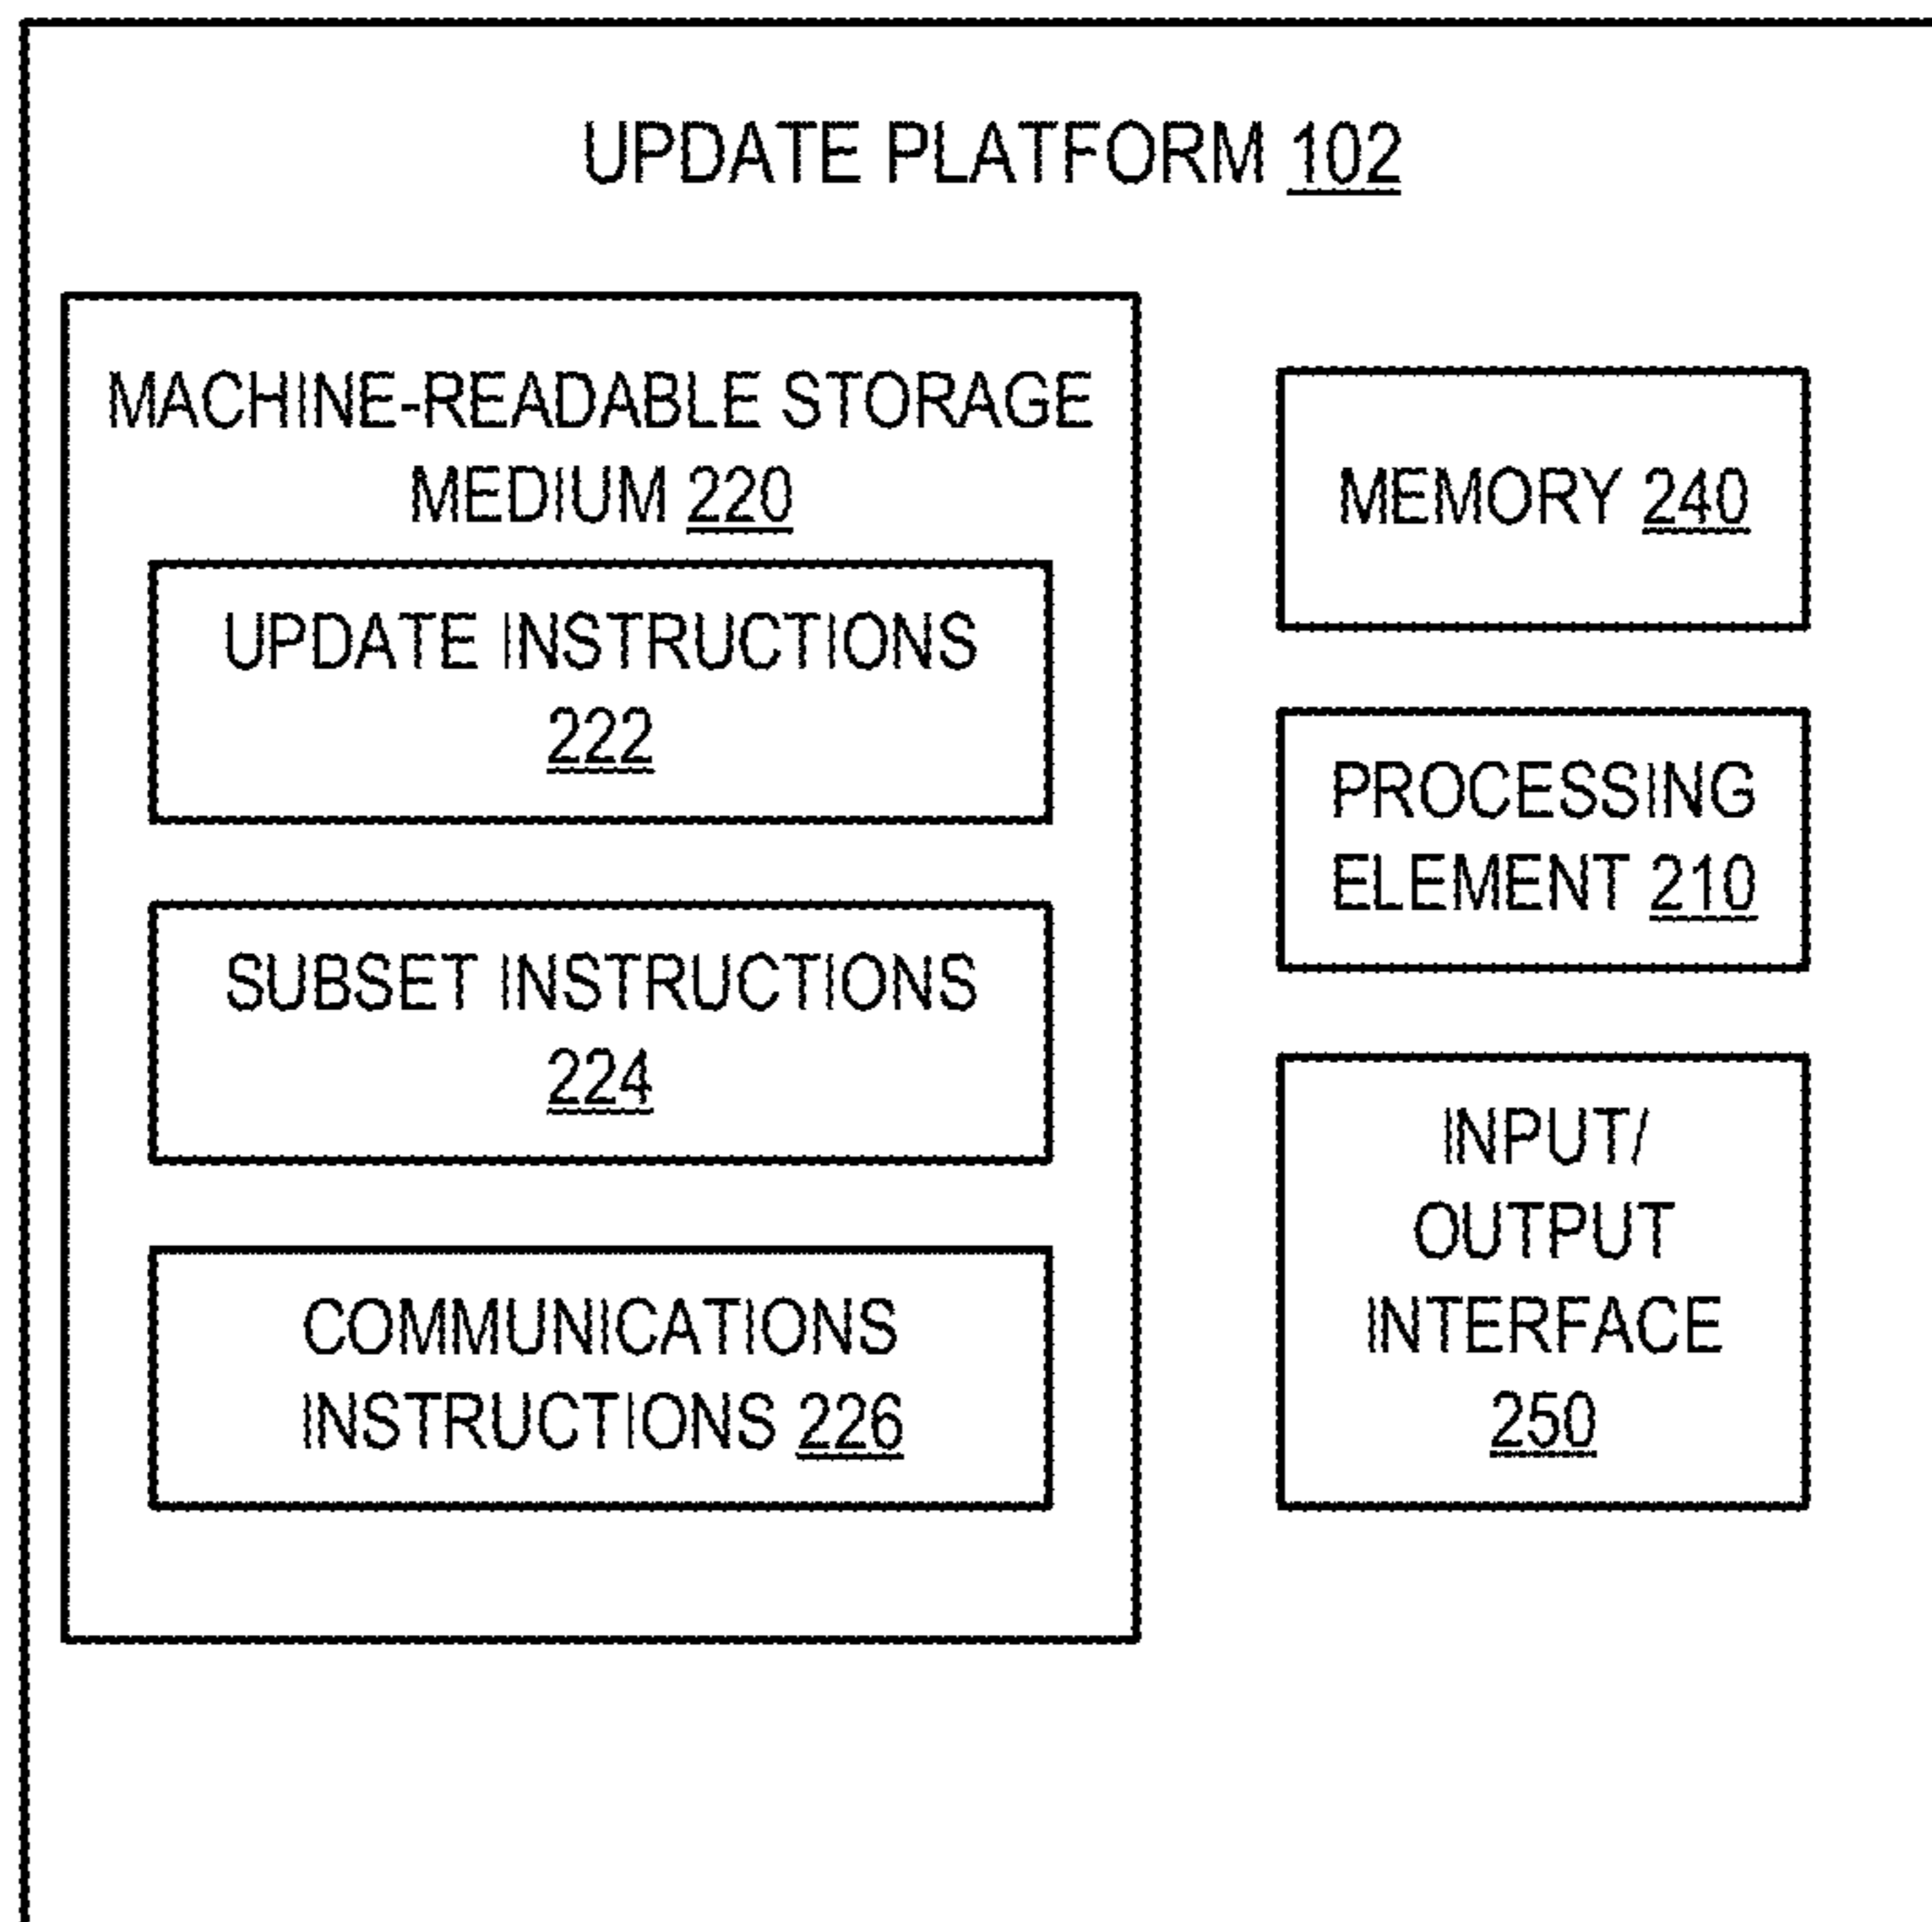 UPDATE PLATFORM 102
MACHINE-READABLE STORAGE
MEDIUM 220
UPDATE INSTRUCTIONS
222
SUBSET INSTRUCTIONS
224
COMMUNICATIONS
INSTRUCTIONS 226
MEMORY 240
PROCESSING
ELEMENT 210
INPUT/
OUTPUT
INTERFACE
250